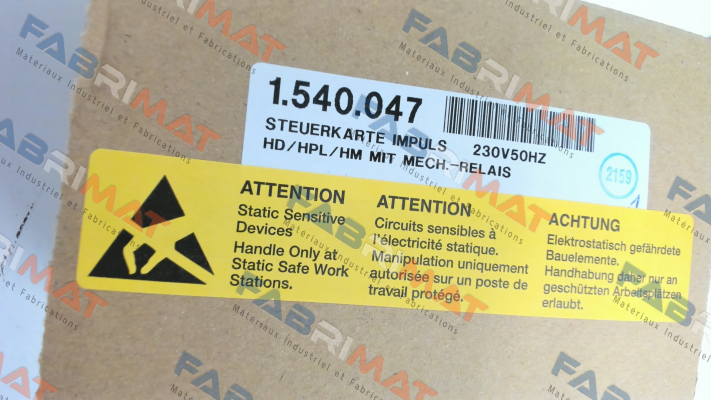 1.540.047
STEUERKARTE IMPULS 230V50HZ
HD/HPL/HM MIT MECH.-RELAIS
2159
ATTENTION
Static Sensitive
Devices
Handle Only at
Static Safe Work
Stations.
ATTENTION
Circuits sensibles à
l'électricité statique.
Manipulation uniquement
autorisée sur un poste de
travail protégé.
ACHTUNG
Elektrostatisch gefährdete
Bauelemente.
Handhabung daher nur an
geschützten Arbeitsplätzen
erlaubt.
FABRIMAT
Materiaux Industriel et Fabrications